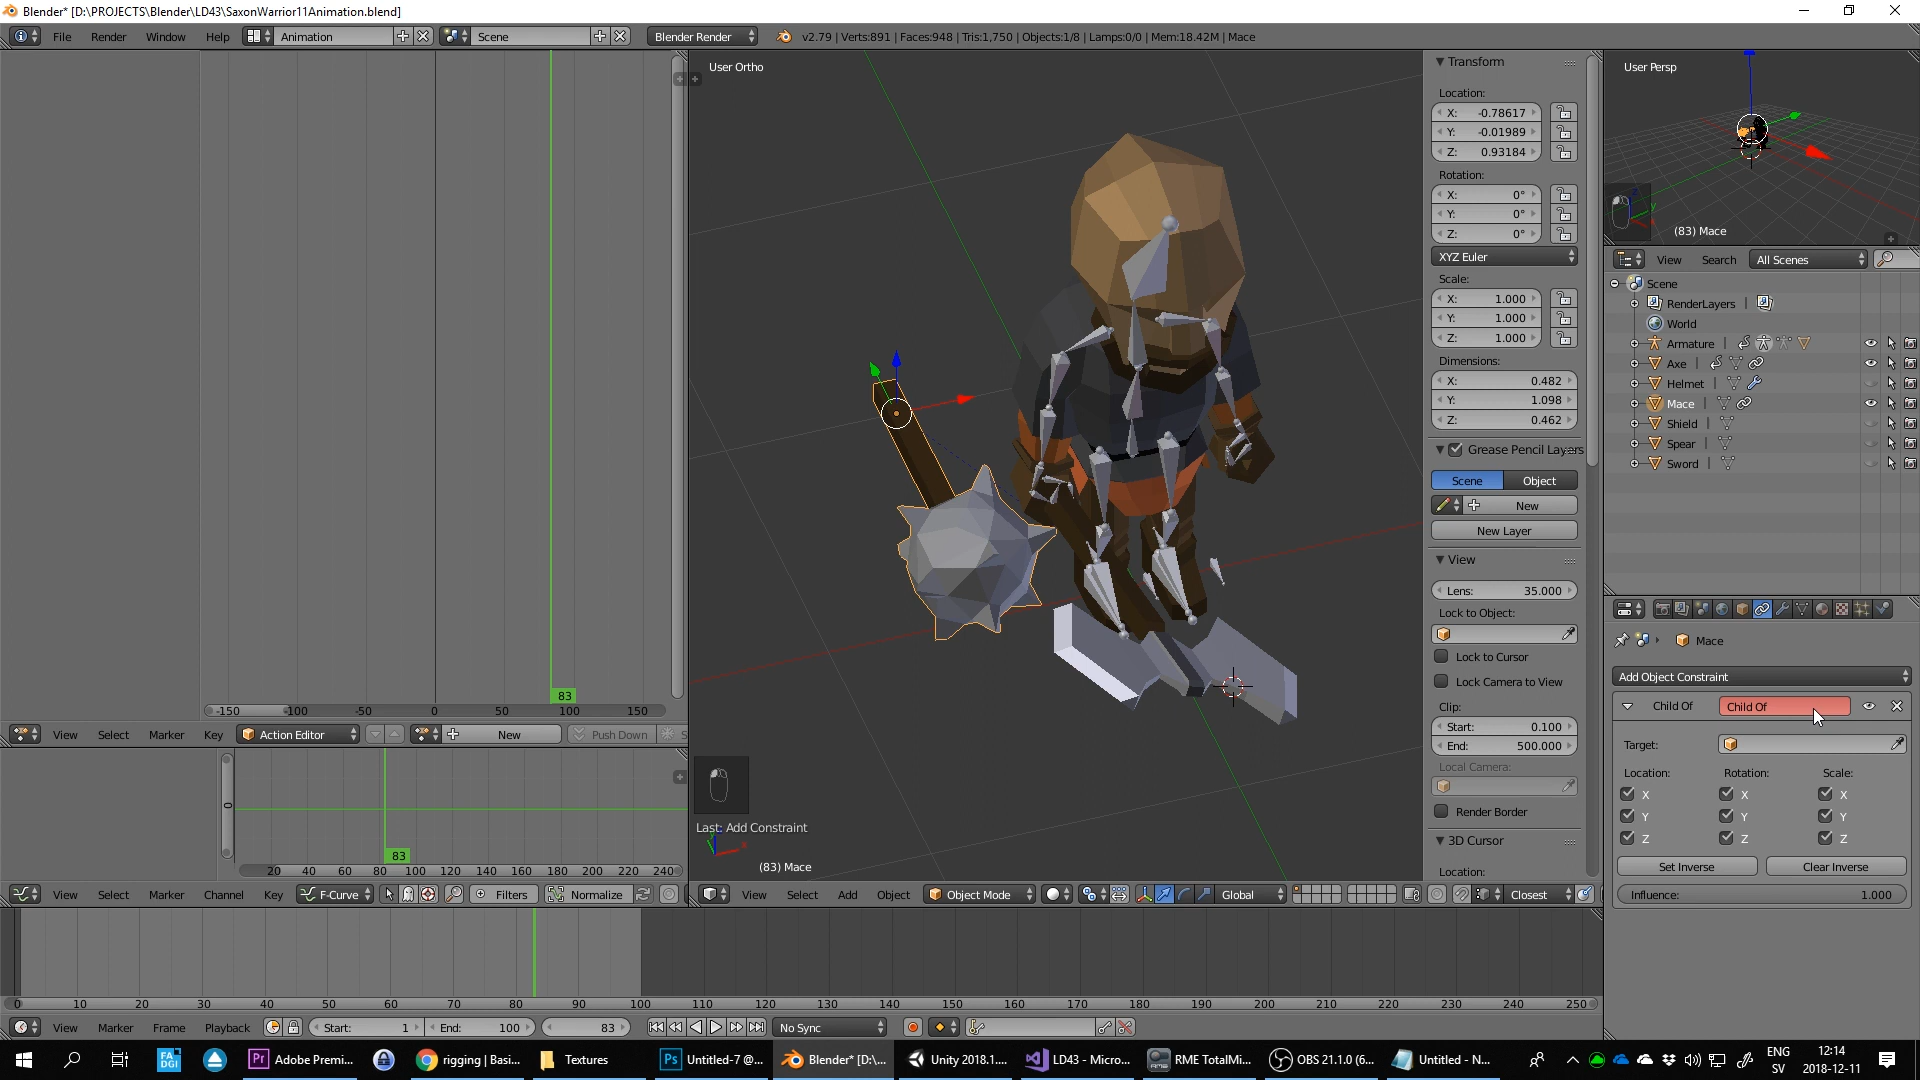 Blender* [D:\PROJECTS\Blender\LD43\SaxonWarrior11Animation.blend]
File Render Window Help Animation Scene Blender Render v2.79 | Verts:891 | Faces:948 | Tris:1,750 | Objects:1/8 | Lamps:0/0 | Mem:18.42M | Mace
User Ortho
Transform
Location:
X: -0.78617
Y: -0.01989
Z: 0.93184
Rotation:
X: 0°
Y: 0°
Z: 0°
XYZ Euler
Scale:
X: 1.000
Y: 1.000
Z: 1.000
Dimensions:
X: 0.482
Y: 1.098
Z: 0.462
Grease Pencil Layers
Scene Object
New
New Layer
View
Lens: 35.000
Lock to Object:
Lock to Cursor
Lock Camera to View
Clip:
Start: 0.100
End: 500.000
Local Camera:
Render Border
3D Cursor
Location:
User Persp
(83) Mace
View Search All Scenes
Scene
RenderLayers
World
Armature
Axe
Helmet
Mace
Shield
Spear
Sword
Mace
Add Object Constraint
Child Of Child Of
Target:
Location: Rotation: Scale:
X X X
Y Y Y
Z Z Z
Set Inverse Clear Inverse
Influence: 1.000
83
-150 -100 -50 0 50 100 150
View Select Marker Key Action Editor New Push Down S
0
83
20 40 60 80 100 120 140 160 180 200 220 240
View Select Marker Channel Key F-Curve Filters Normalize
Last: Add Constraint
(83) Mace
View Select Add Object Object Mode Global Closest
0 10 20 30 40 50 60 70 80 90 100 110 120 130 140 150 160 170 180 190 200 210 220 230 240 250
View Marker Frame Playback Start: 1 End: 100 83 No Sync
FA DG! Pr Adobe Premi... rigging | Basi... Textures Ps Untitled-7 @... Blender* [D:\... Unity 2018.1.... LD43 - Micro... RME TotalMi... OBS 21.1.0 (6... Untitled - N...
ENG
SV
12:14
2018-12-11